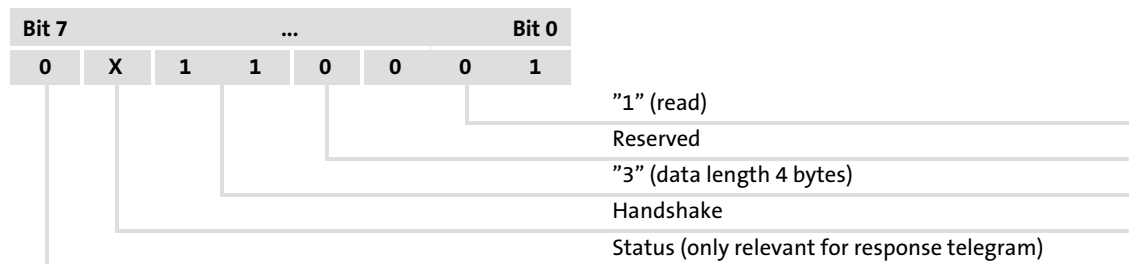 Bit 7 ... Bit 0
0 X 1 1 0 0 0 1
”1” (read)
Reserved
”3” (data length 4 bytes)
Handshake
Status (only relevant for response telegram)